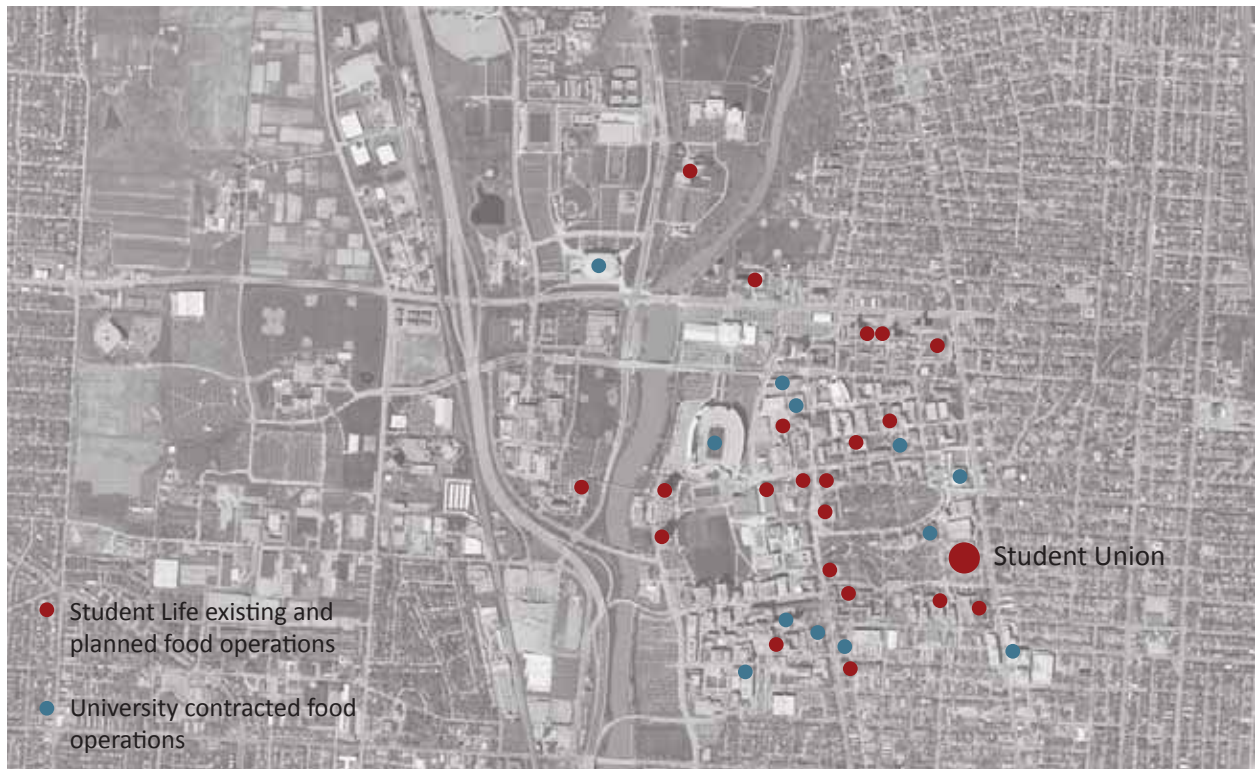 Student Union
Student Life existing and
planned food operations
University contracted food
operations